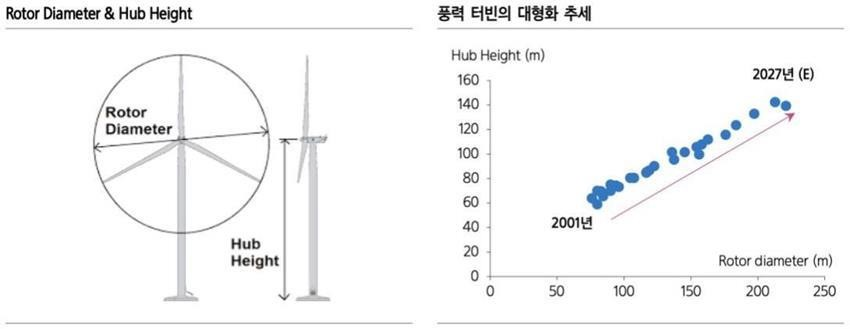 Rotor Diameter & Hub Height
Rotor
Diameter
Hub
Height
풍력 터빈의 대형화 추세
Hub Height (m)
160
140
120
100
80
60
40
20
0
2027년 (E)
2001년
Rotor diameter (m)
0 50 100 150 200 250